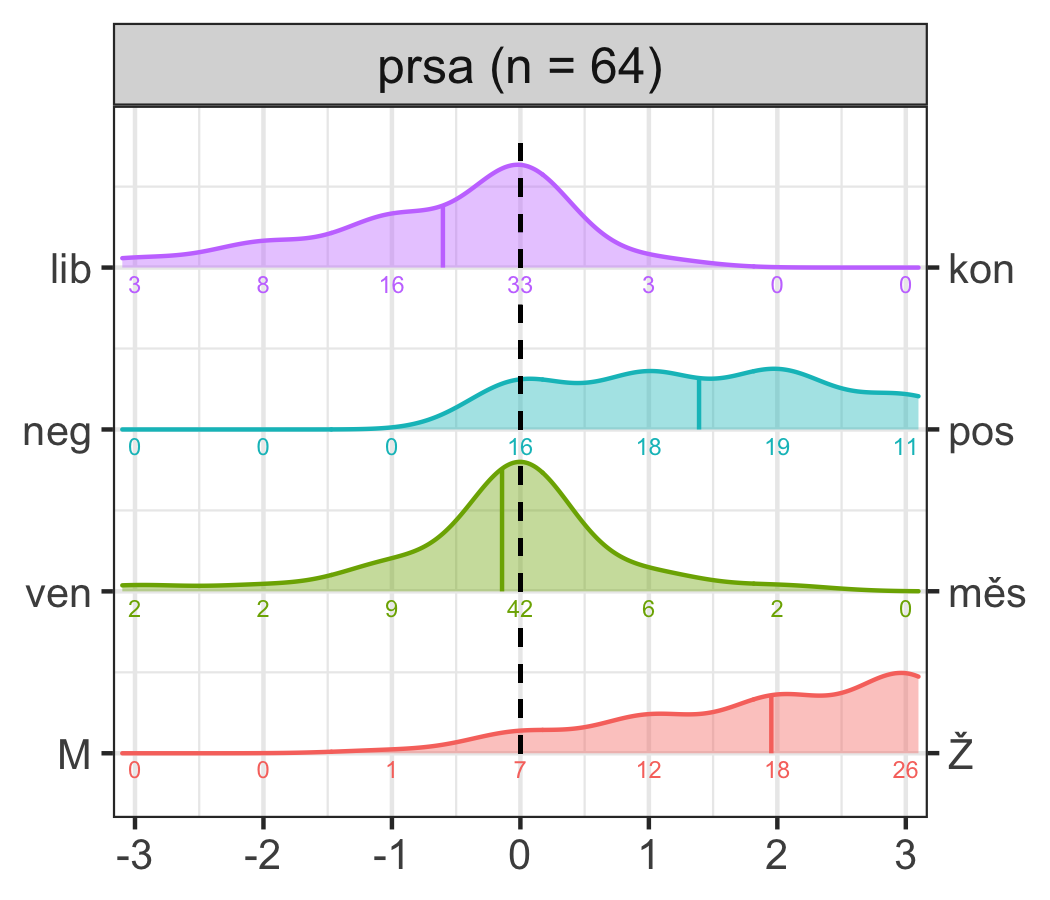 prsa (n = 64)
lib kon
3 8 16 33 3 0 0
neg pos
0 0 0 16 18 19 11
ven měs
2 2 9 42 6 2 0
M Ž
0 0 1 7 12 18 26
-3 -2 -1 0 1 2 3